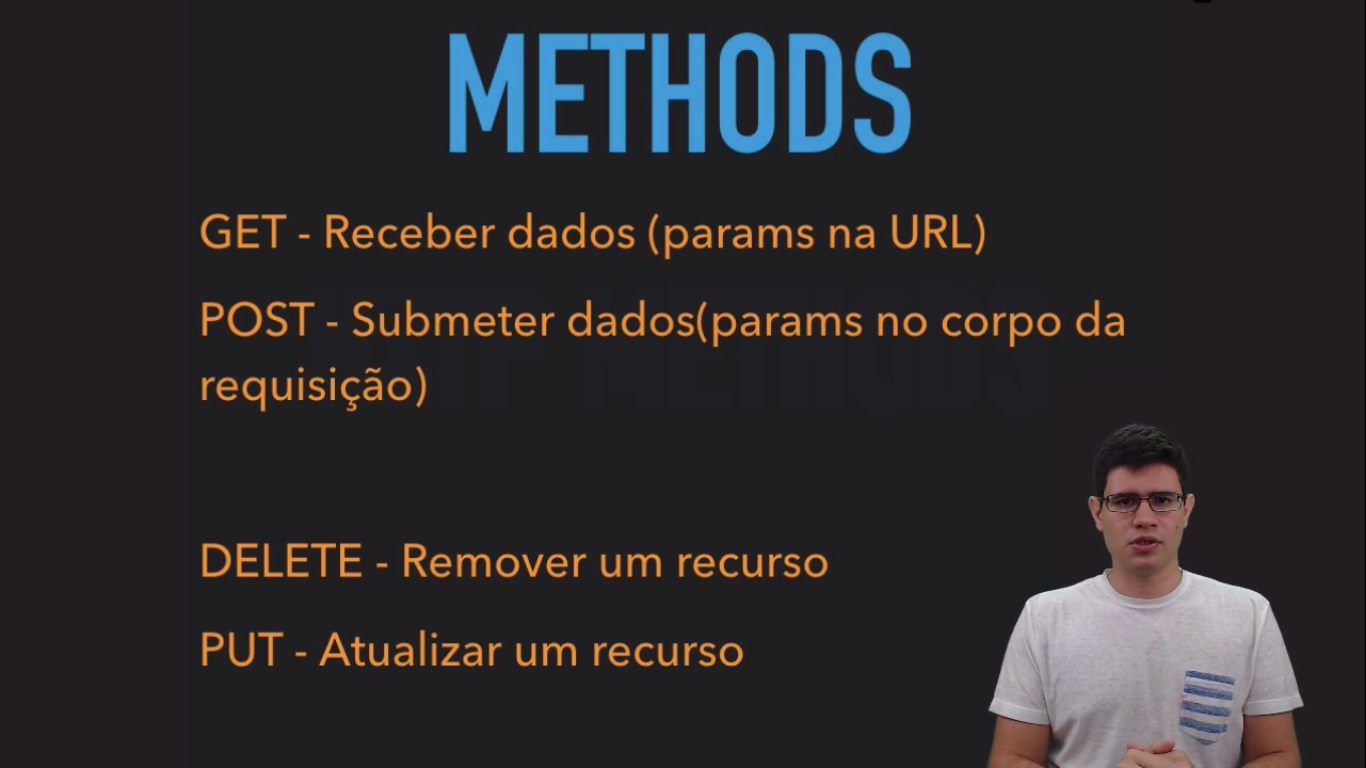 METHODS
GET - Receber dados (params na URL)
POST - Submeter dados(params no corpo da
requisição)
DELETE - Remover um recurso
PUT - Atualizar um recurso